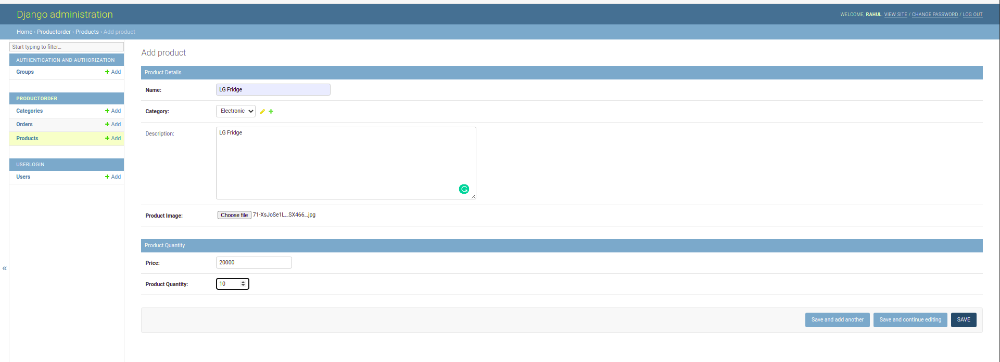 Django administration
WELCOME, RAHUL. VIEW SITE / CHANGE PASSWORD / LOG OUT
Home › Productorder › Products › Add product
Start typing to filter...
AUTHENTICATION AND AUTHORIZATION
Groups + Add
PRODUCTORDER
Categories + Add
Orders + Add
Products + Add
USERLOGIN
Users + Add
«
Add product
Product Details
Name: LG Fridge
Category: Electronic
Description: LG Fridge
Product Image: Choose file 71-XsJoSe1L._SX466_.jpg
Product Quantity
Price: 20000
Product Quantity: 10
Save and add another Save and continue editing SAVE